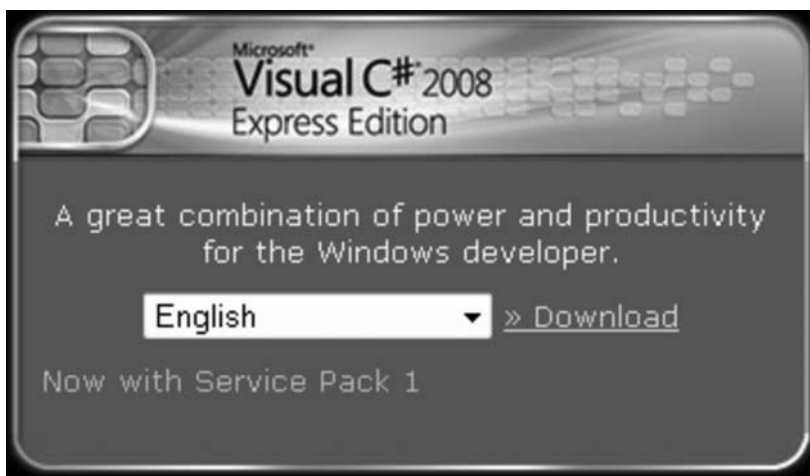 Microsoft®
Visual C# 2008
Express Edition
A great combination of power and productivity
for the Windows developer.
English » Download
Now with Service Pack 1